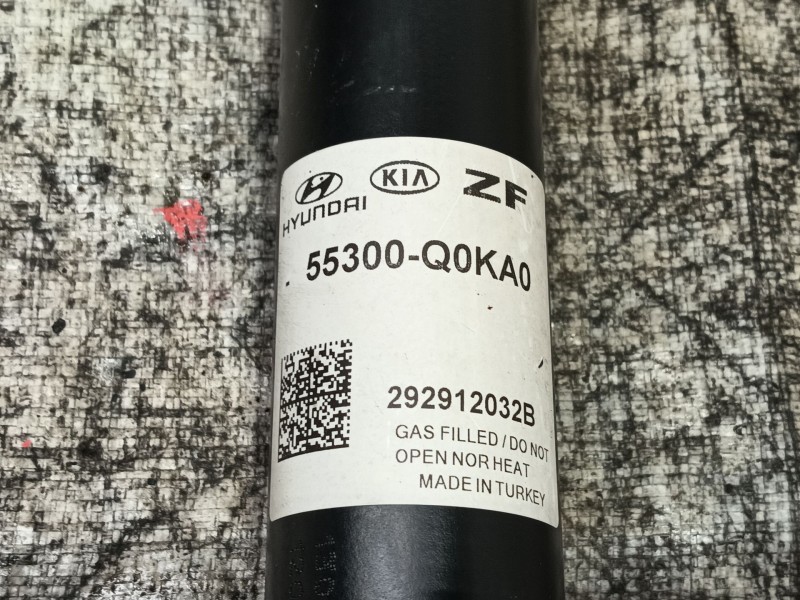 HYUNDAI KIA ZF
55300-Q0KA0
292912032B
GAS FILLED / DO NOT
OPEN NOR HEAT
MADE IN TURKEY